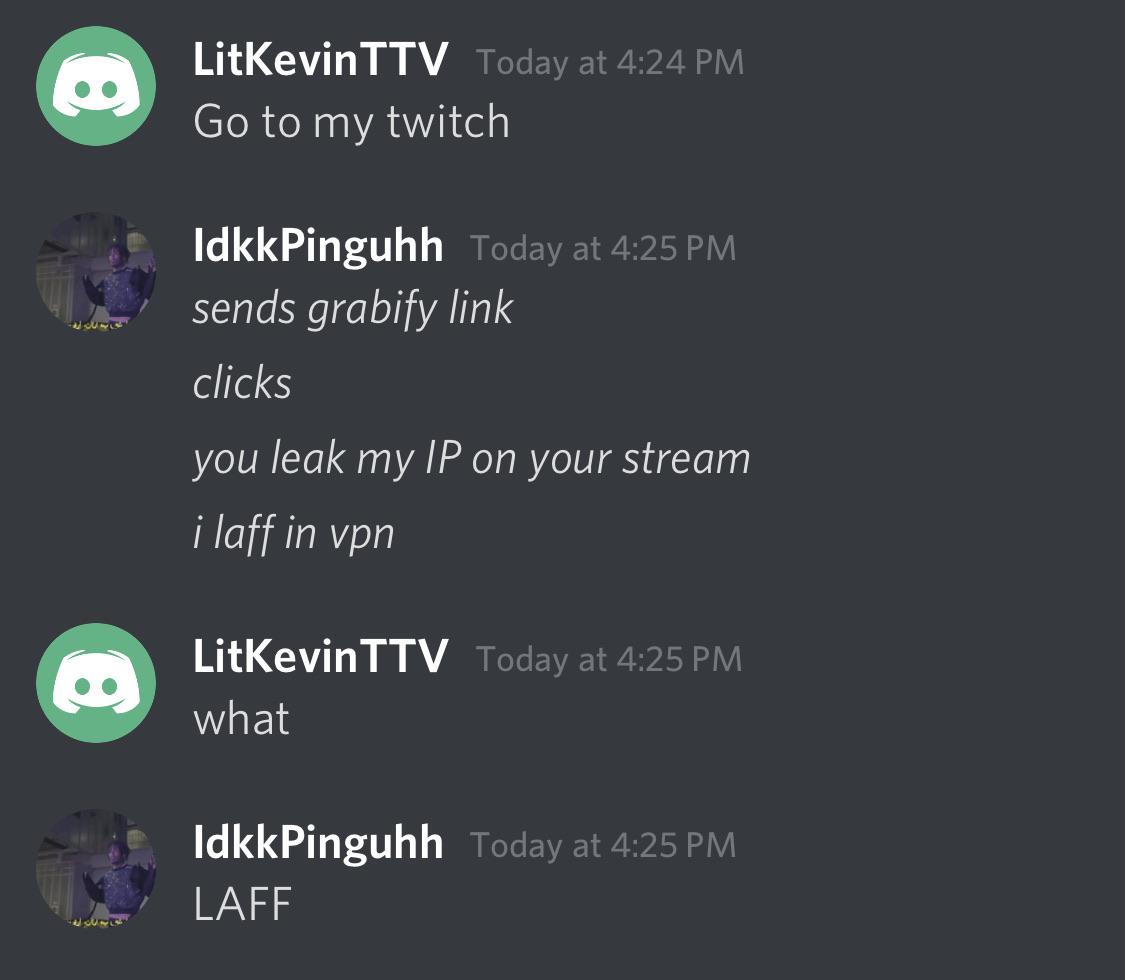 LitKevinTTV Today at 4:24 PM
Go to my twitch
IdkkPinguhh Today at 4:25 PM
sends grabify link
clicks
you leak my IP on your stream
i laff in vpn
LitKevinTTV Today at 4:25 PM
what
IdkkPinguhh Today at 4:25 PM
LAFF